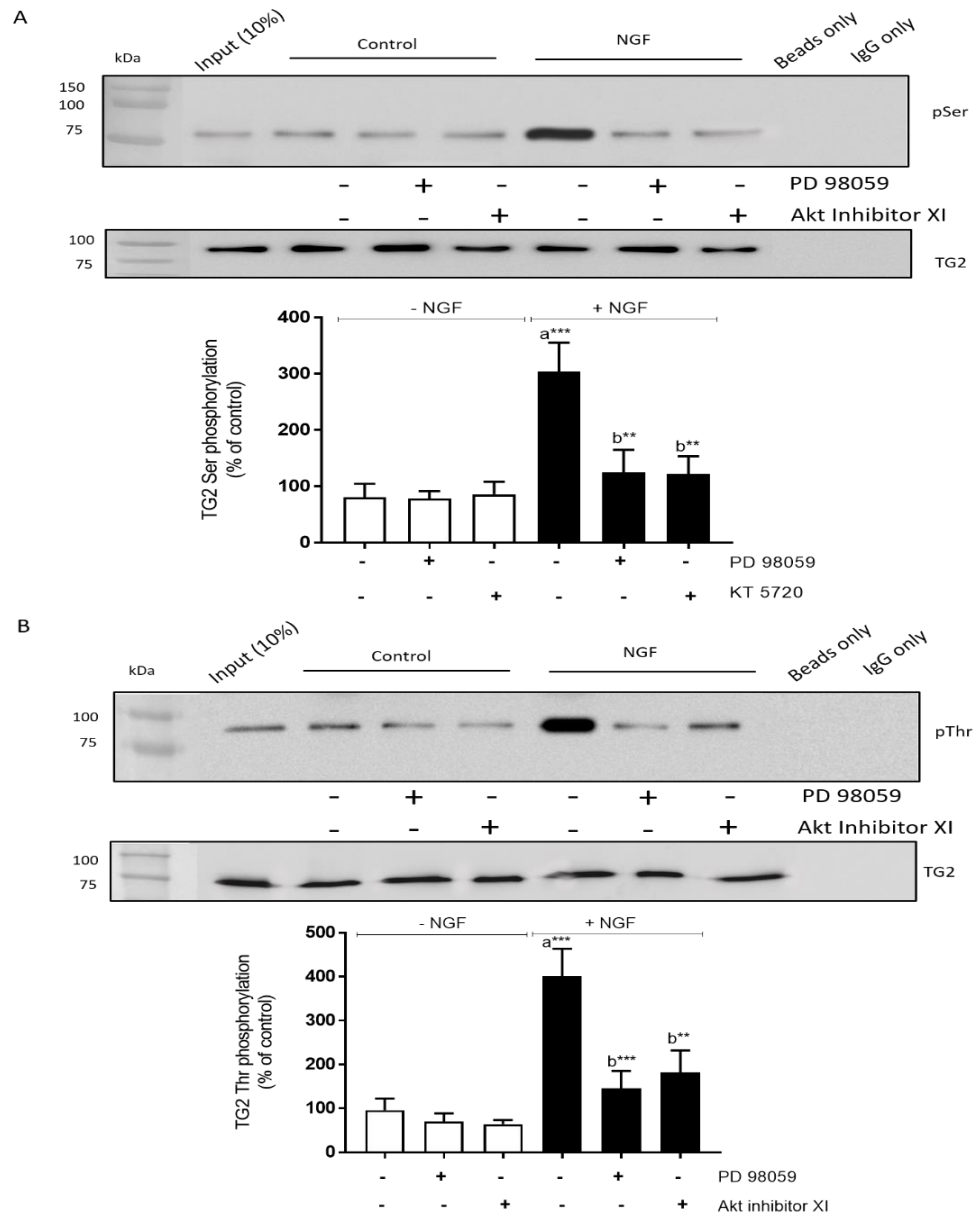 A
kDa Input (10%) Control NGF Beads only IgG only
150
100
75
pSer
- + - - + - PD 98059
- - + - - + Akt Inhibitor XI
100
75
TG2
- NGF + NGF
TG2 Ser phosphorylation
(% of control)
400
300
200
100
0
a***
b**
b**
- + - - + - PD 98059
- - + - - + KT 5720
B
kDa Input (10%) Control NGF Beads only IgG only
100
75
pThr
- + - - + - PD 98059
- - + - - + Akt Inhibitor XI
100
75
TG2
- NGF + NGF
TG2 Thr phosphorylation
(% of control)
500
400
300
200
100
0
a***
b***
b**
- + - - + - PD 98059
- - + - - + Akt inhibitor XI